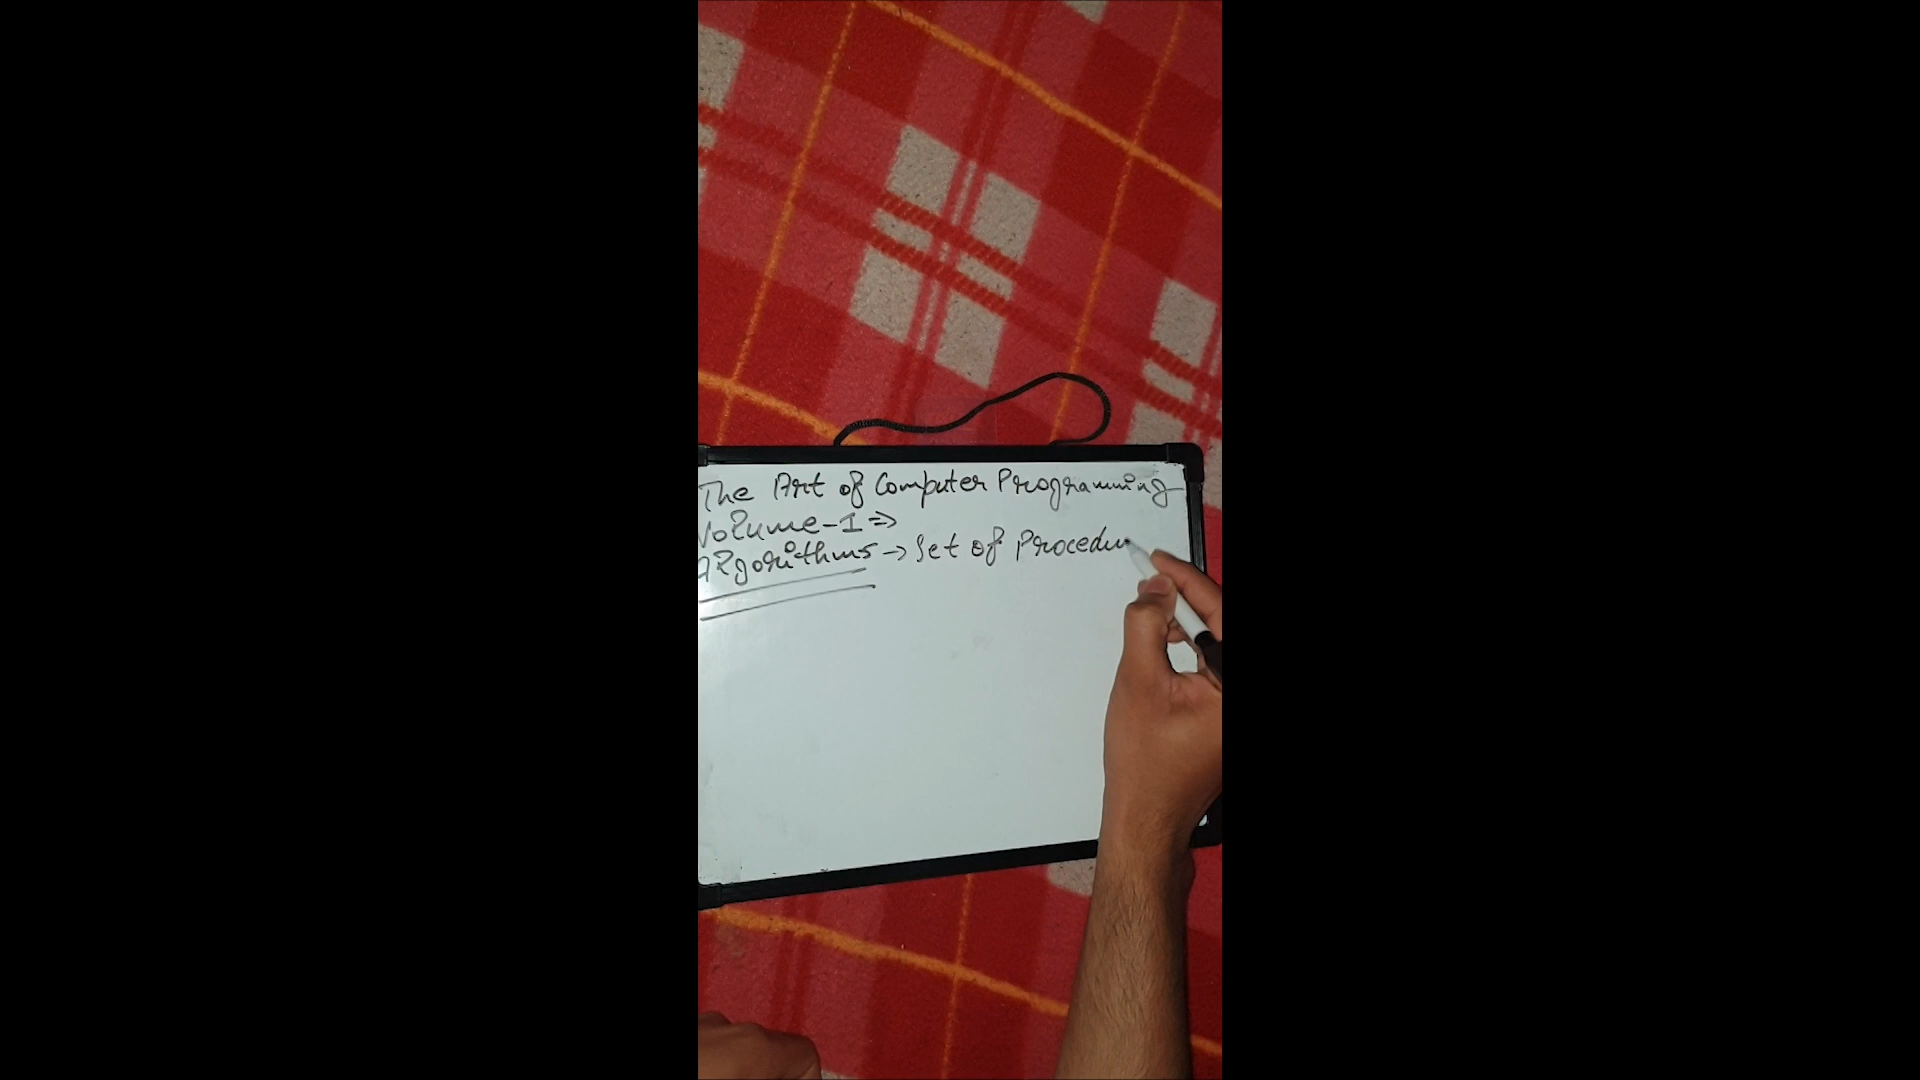 The Art of Computer Programming
Volume-1 =>
Algorithms -> Set of Procedu